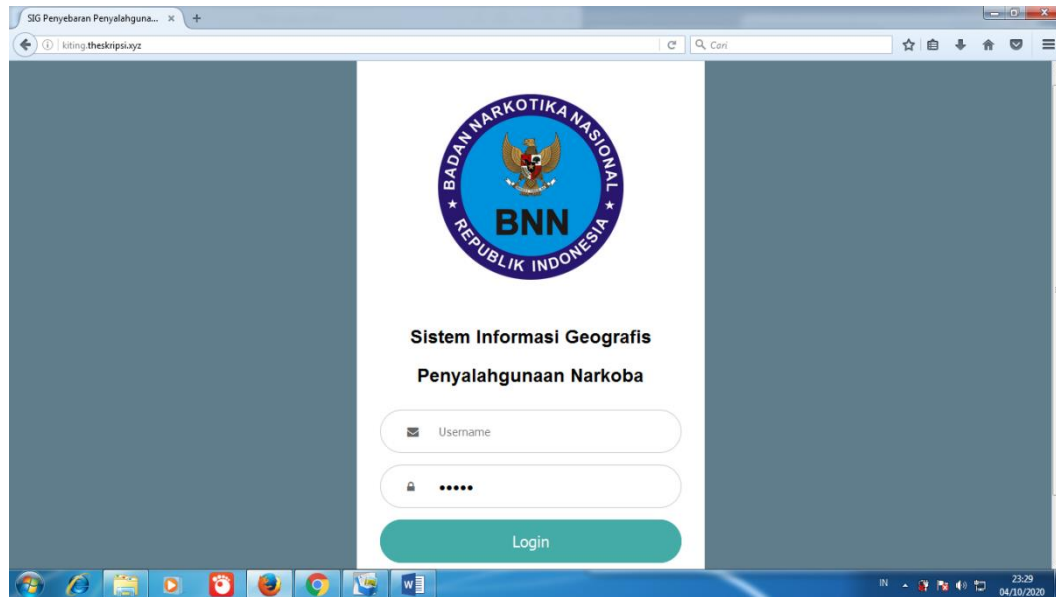 SIG Penyebaran Penyalahguna...
kiting.theskripsi.xyz
Cari
BADAN NARKOTIKA NASIONAL
BNN
REPUBLIK INDONESIA
Sistem Informasi Geografis
Penyalahgunaan Narkoba
Username
•••••
Login
IN
23:29
04/10/2020